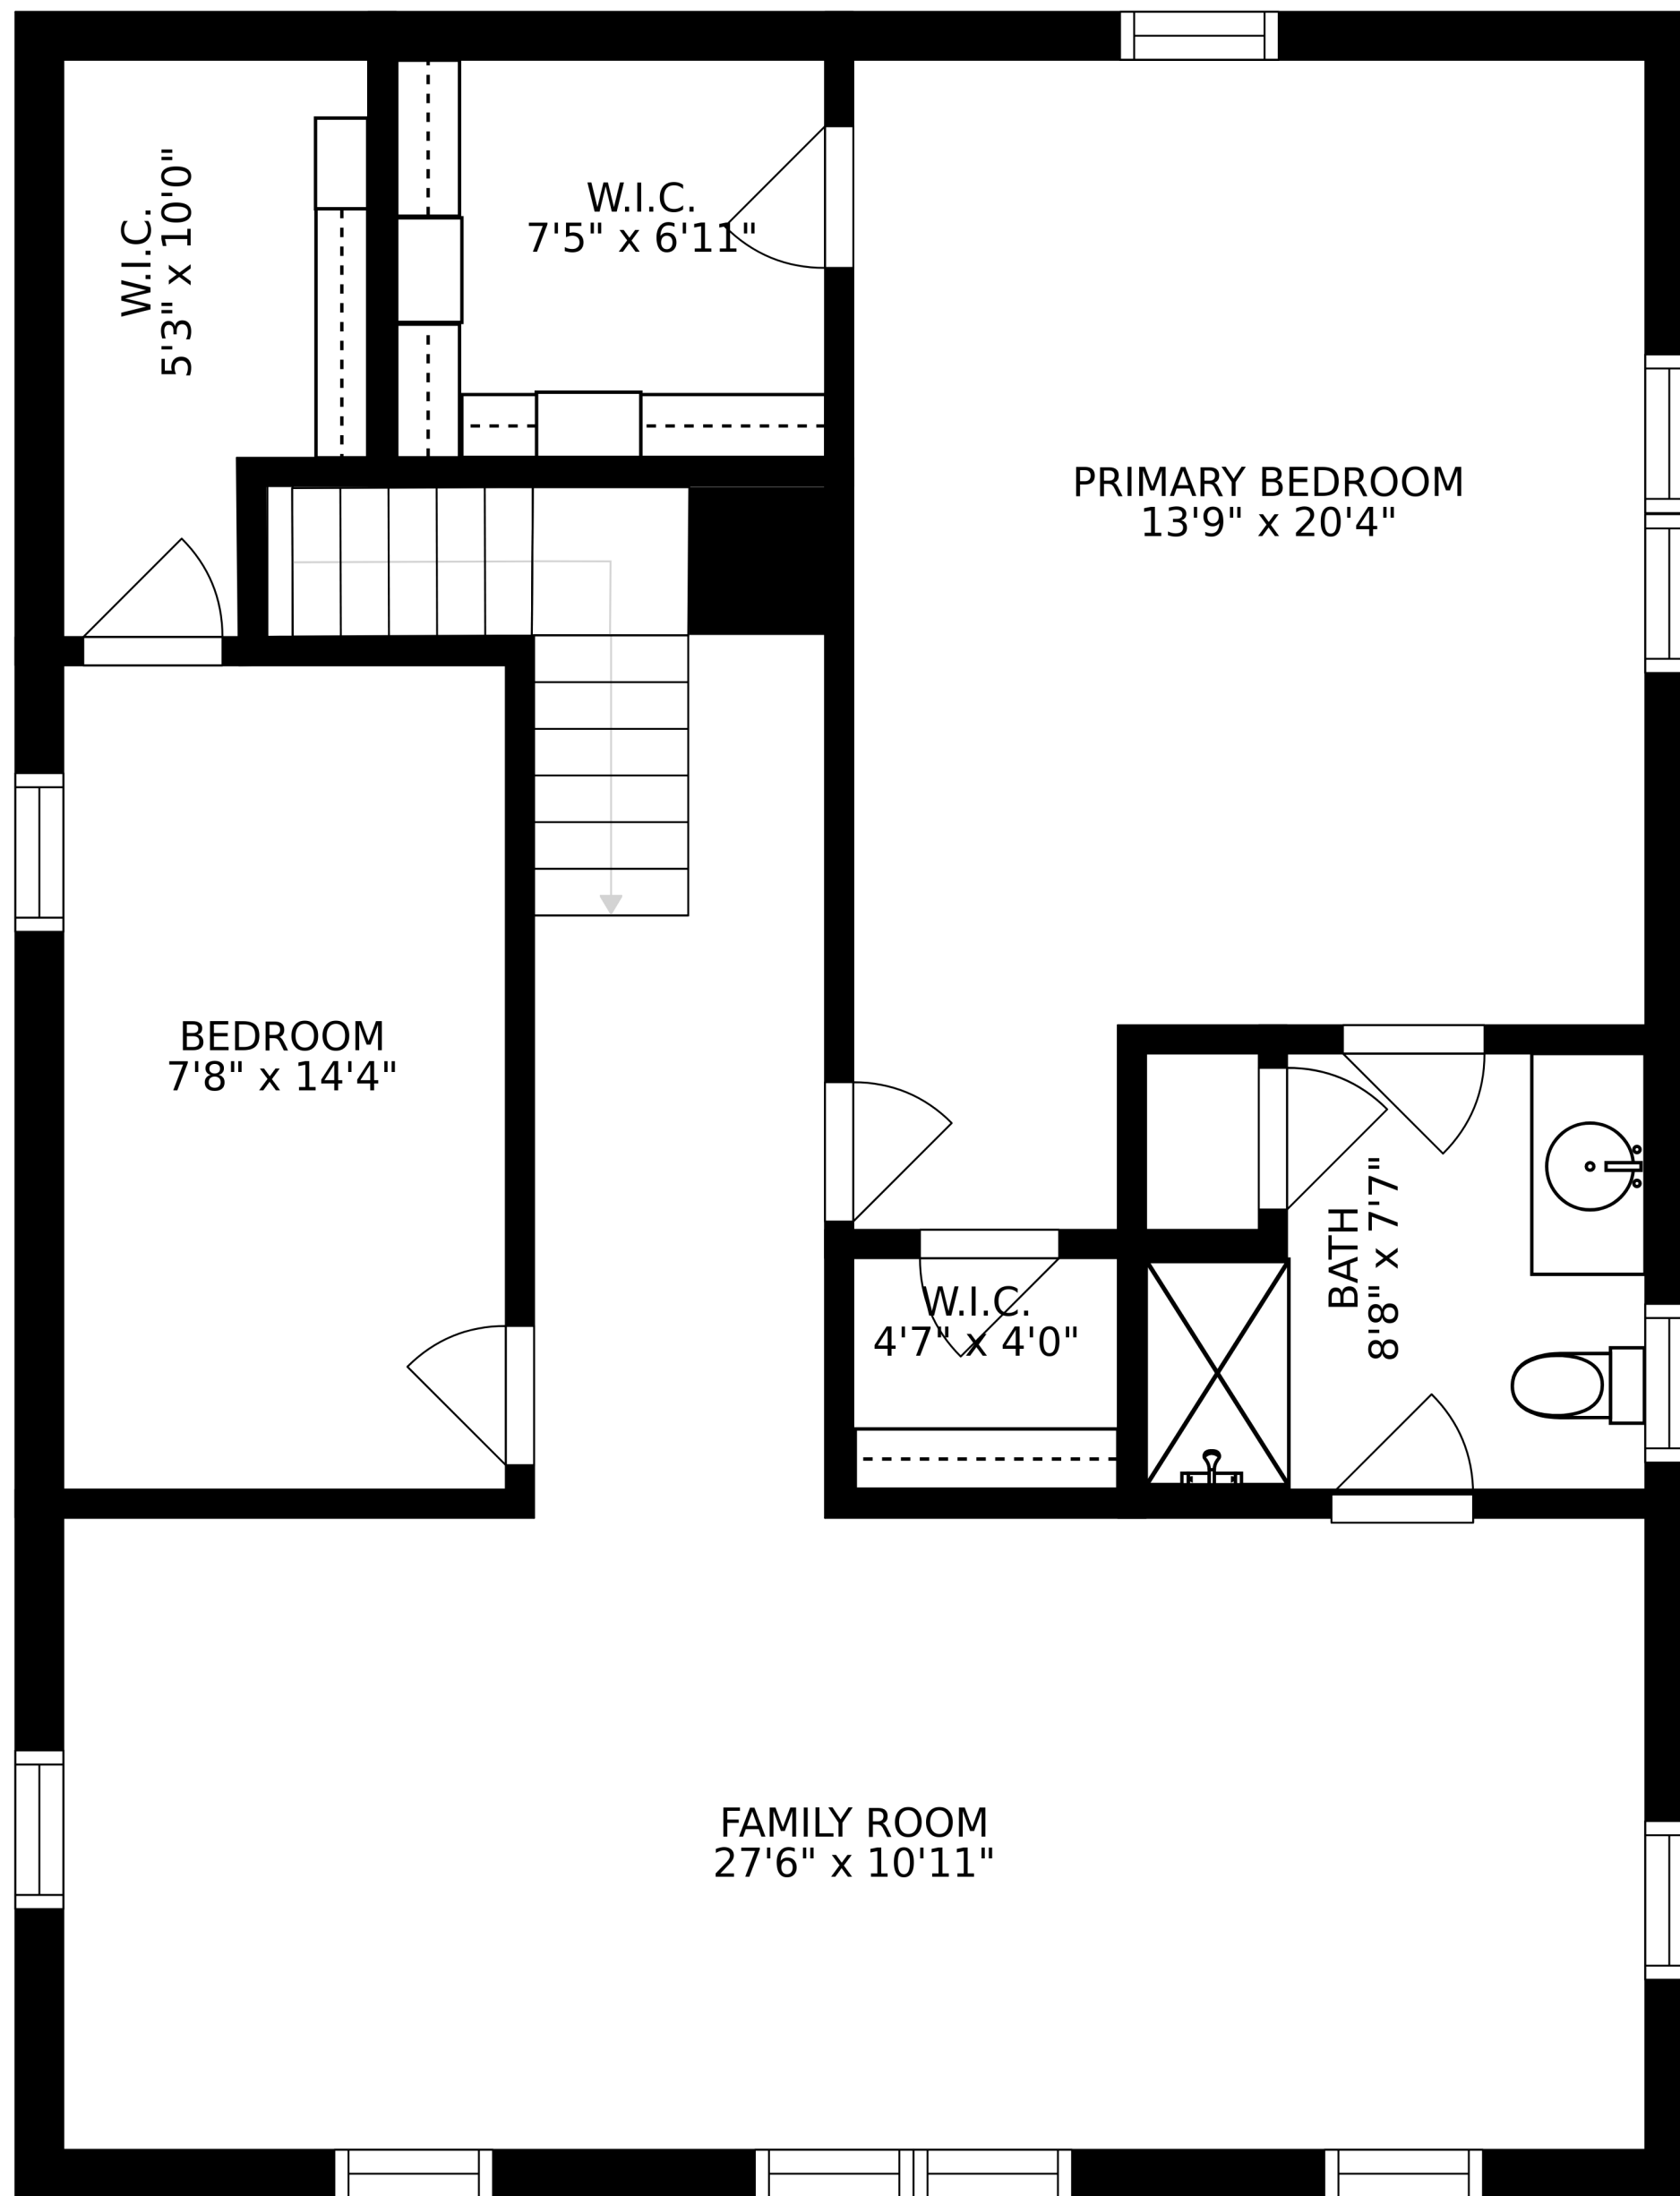 W.I.C.
5'3" x 10'0"
W.I.C.
7'5" x 6'11"
PRIMARY BEDROOM
13'9" x 20'4"
BEDROOM
7'8" x 14'4"
BATH
8'8" x 7'7"
W.I.C.
4'7" x 4'0"
FAMILY ROOM
27'6" x 10'11"